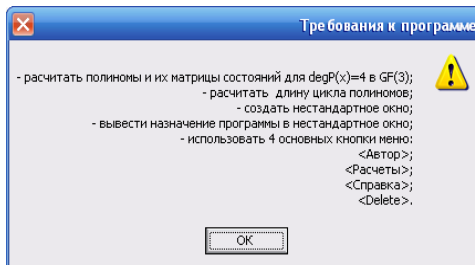 Требования к программе
- расчитать полиномы и их матрицы состояний для degP(x)=4 в GF(3);
- расчитать длину цикла полиномов;
- создать нестандартное окно;
- вывести назначение программы в нестандартное окно;
- использовать 4 основных кнопки меню:
<Автор>;
<Расчеты>;
<Справка>;
<Delete>.
OK